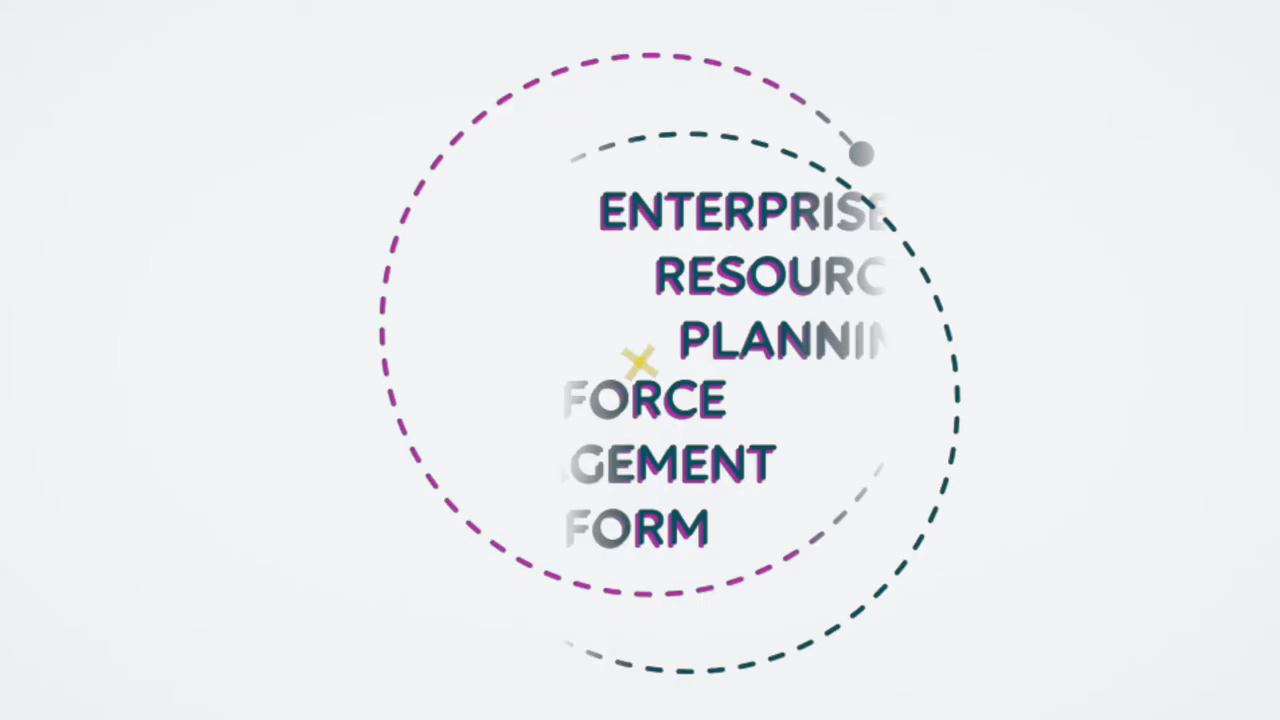 ENTERPRISE
RESOURC
PLANNIN
FORCE
GEMENT
FORM